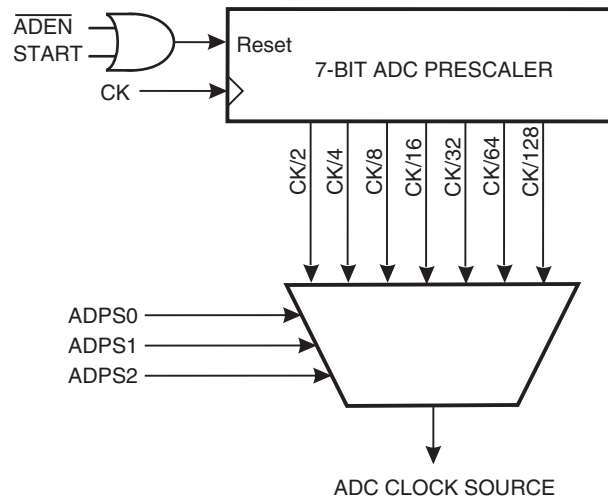 ADEN
START
Reset
7-BIT ADC PRESCALER
CK
CK/2
CK/4
CK/8
CK/16
CK/32
CK/64
CK/128
ADPS0
ADPS1
ADPS2
ADC CLOCK SOURCE